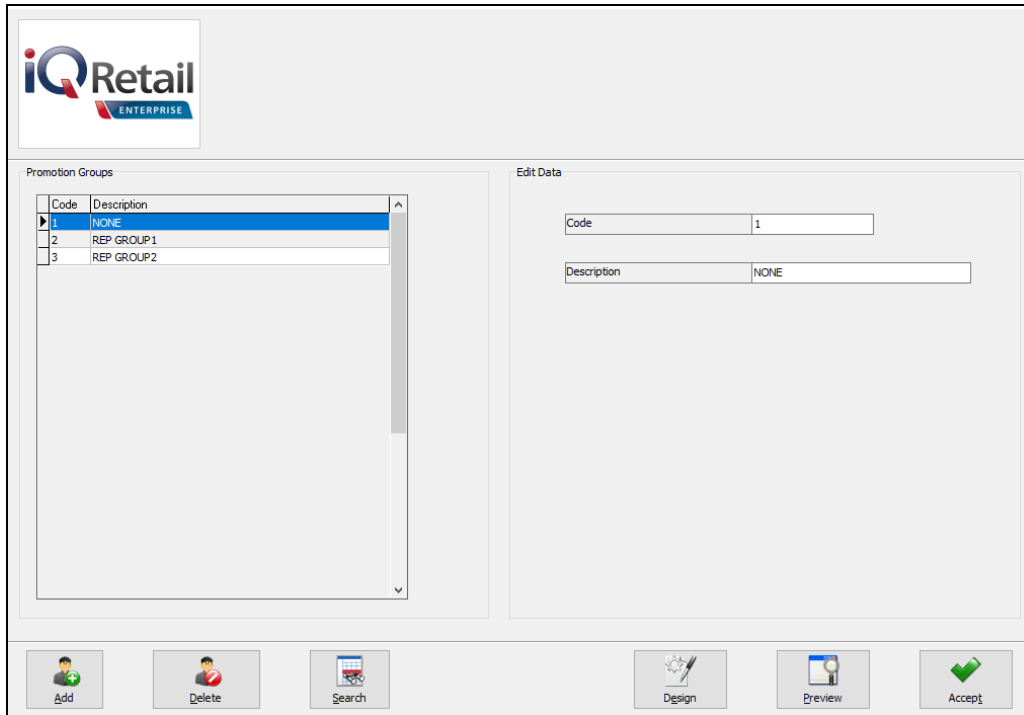 iQ Retail
ENTERPRISE
Promotion Groups
Code Description
1 NONE
2 REP GROUP1
3 REP GROUP2
Edit Data
Code 1
Description NONE
Add Delete Search Design Preview Accept